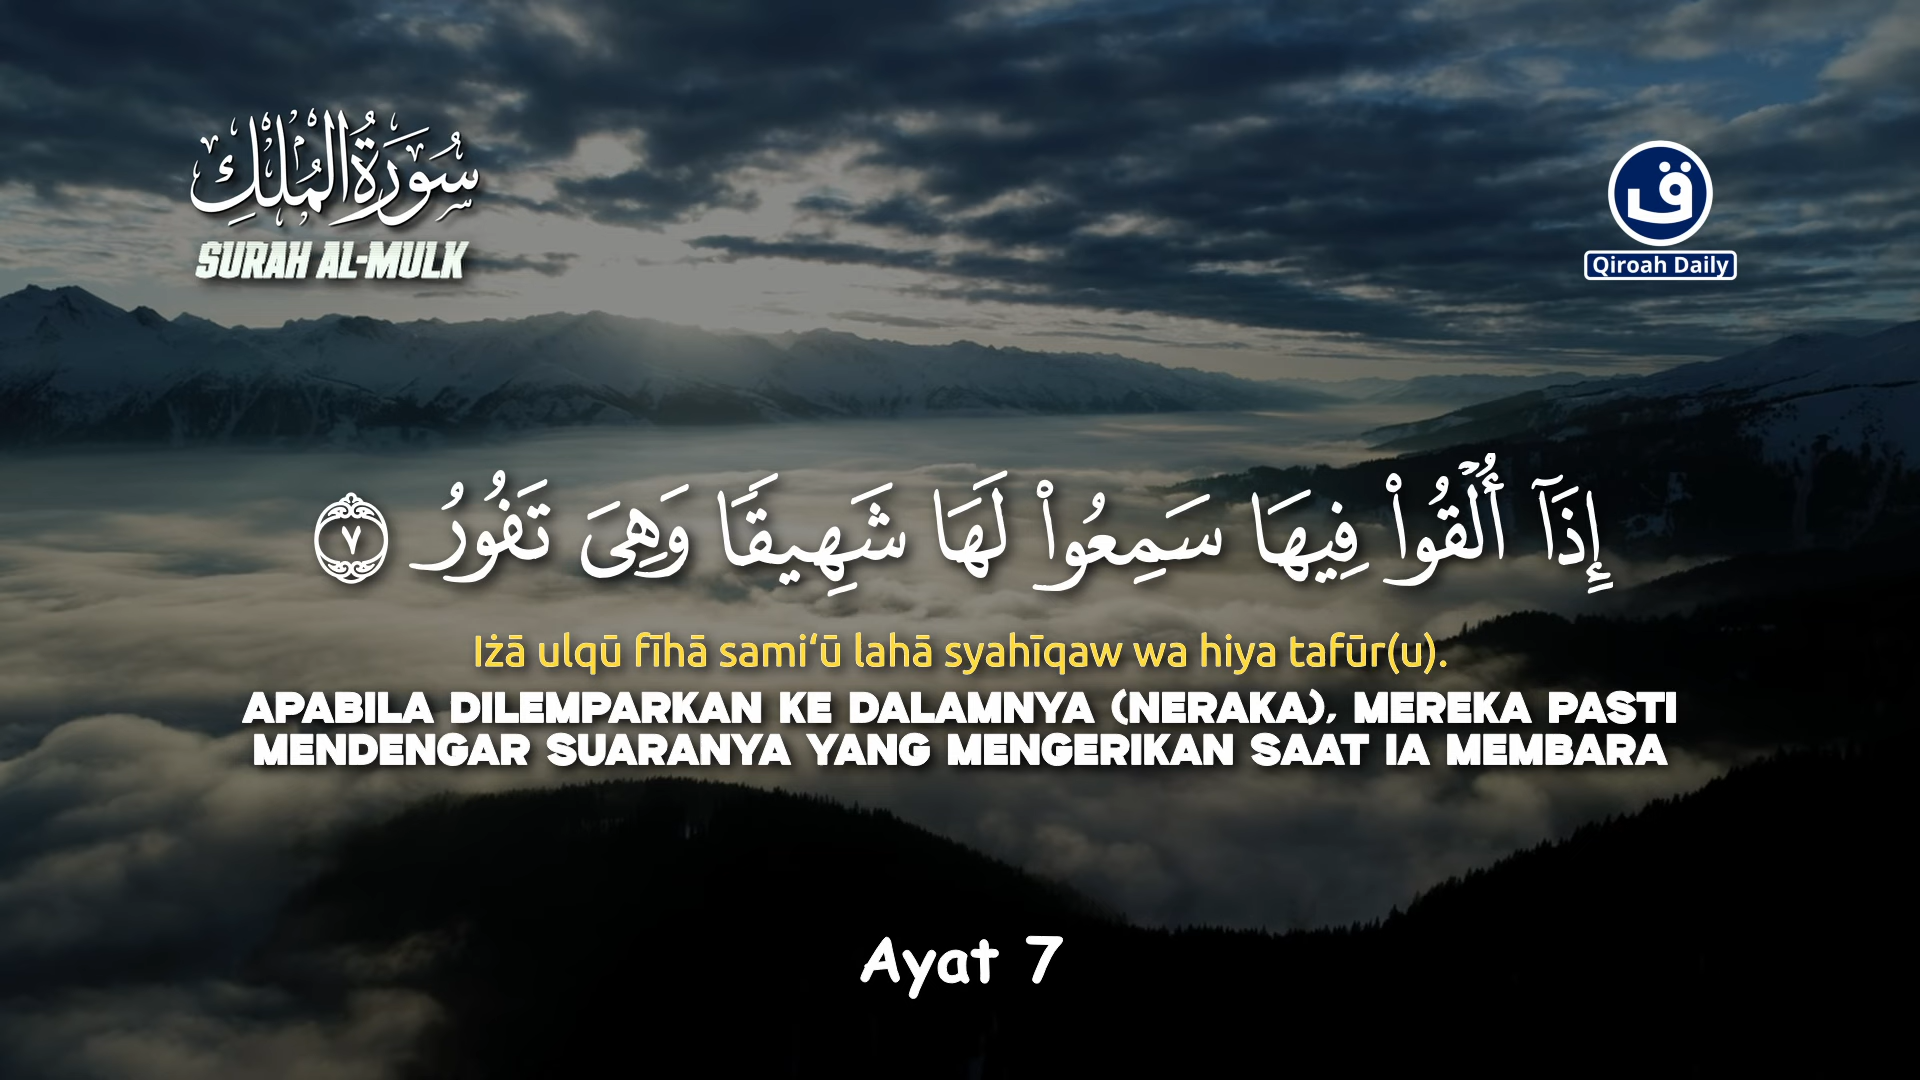 سُورَةُ الْمُلْكِ
SURAH AL-MULK
ق
Qiroah Daily
إِذَآ أُلْقُوا۟ فِيهَا سَمِعُوا۟ لَهَا شَهِيقًا وَهِىَ تَفُورُ ٧
Iżā ulqū fīhā sami‘ū lahā syahīqaw wa hiya tafūr(u).
APABILA DILEMPARKAN KE DALAMNYA (NERAKA), MEREKA PASTI
MENDENGAR SUARANYA YANG MENGERIKAN SAAT IA MEMBARA
Ayat 7